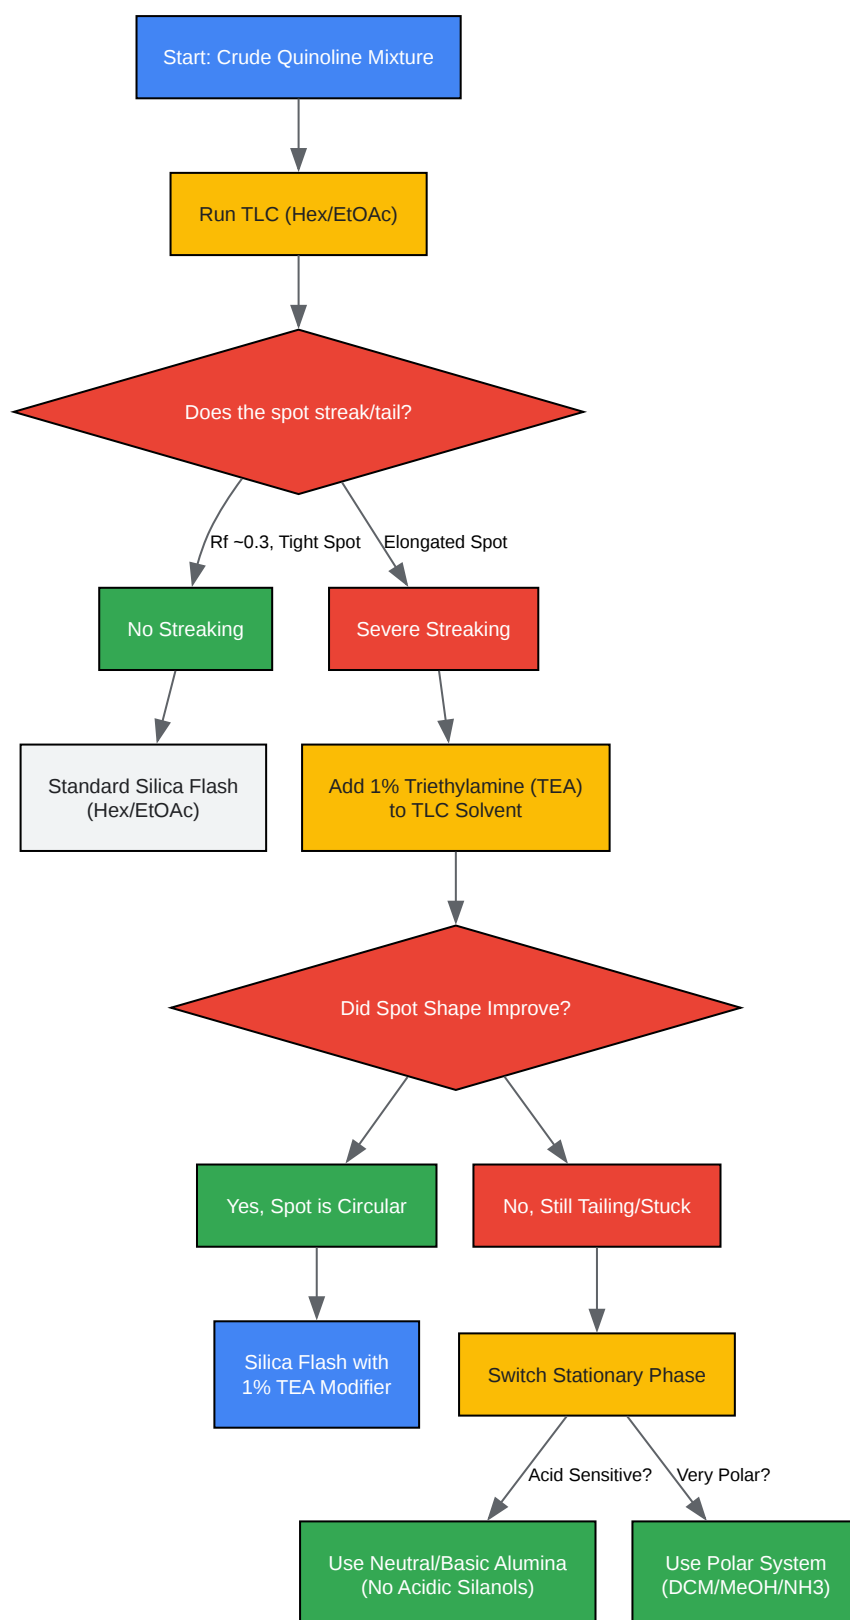 Start: Crude Quinoline Mixture
Run TLC (Hex/EtOAc)
Does the spot streak/tail?
Rf ~0.3, Tight Spot
Elongated Spot
No Streaking
Severe Streaking
Standard Silica Flash
(Hex/EtOAc)
Add 1% Triethylamine (TEA)
to TLC Solvent
Did Spot Shape Improve?
Yes, Spot is Circular
No, Still Tailing/Stuck
Silica Flash with
1% TEA Modifier
Switch Stationary Phase
Acid Sensitive?
Very Polar?
Use Neutral/Basic Alumina
(No Acidic Silanols)
Use Polar System
(DCM/MeOH/NH3)